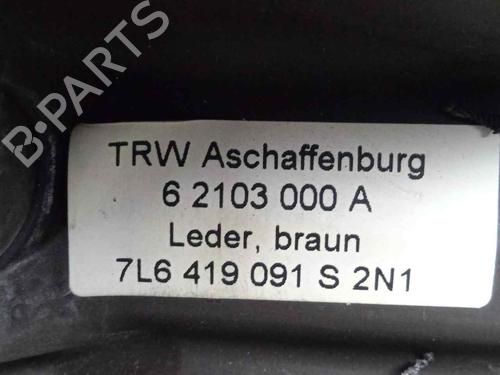 B-PARTS
TRW Aschaffenburg
6 2103 000 A
Leder, braun
7L6 419 091 S 2N1